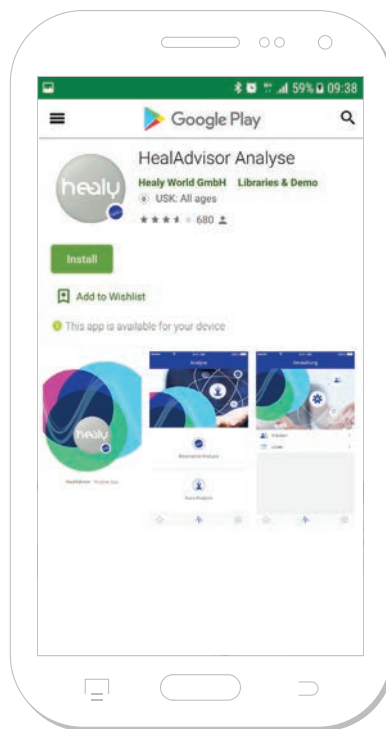 59% 09:38
Google Play
HealAdvisor Analyse
healy
Healy World GmbH Libraries & Demo
USK: All ages
680
Install
Add to Wishlist
This app is available for your device
Analyse
Verwaltung
healy
Resonance Analysis
Aura Analysis